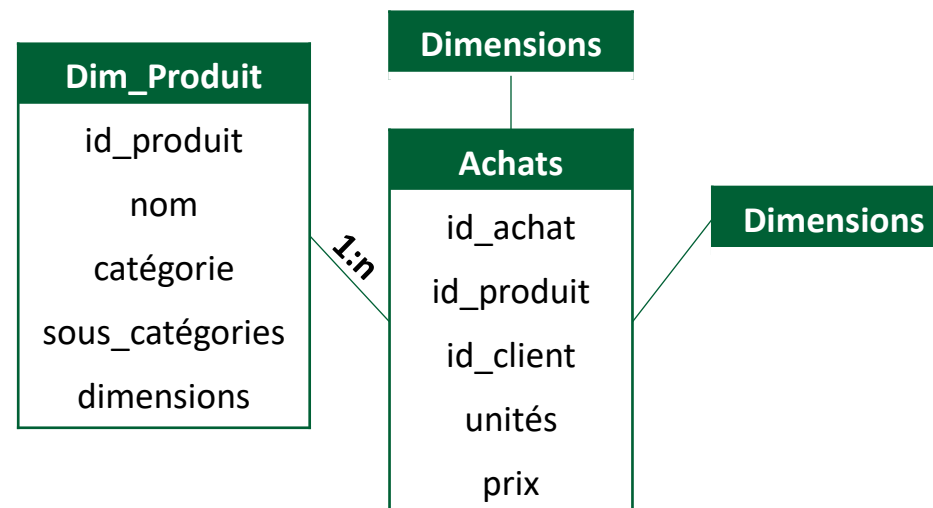 Dim_Produit
id_produit
nom
catégorie
sous_catégories
dimensions
1:n
Dimensions
Achats
id_achat
id_produit
id_client
unités
prix
Dimensions